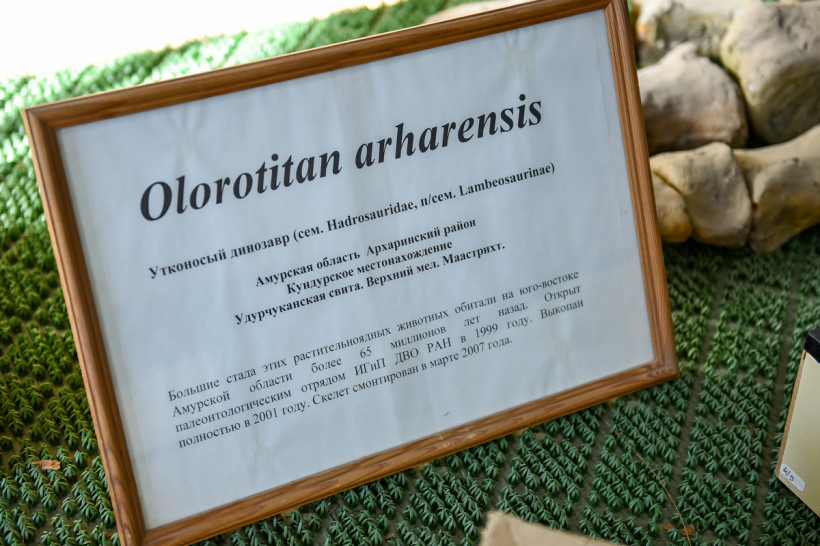 Olorotitan arharensis
Утконосый динозавр (сем. Hadrosauridae, п/сем. Lambeosaurinae)
Амурская область Архаринский район
Кундурское местонахождение
Удурчуканская свита. Верхний мел. Маастрихт.
Большие стада этих растительноядных животных обитали на юго-востоке
Амурской области более 65 миллионов лет назад. Открыт
палеонтологическим отрядом ИГиП ДВО РАН в 1999 году. Выкопан
полностью в 2001 году. Скелет смонтирован в марте 2007 года.